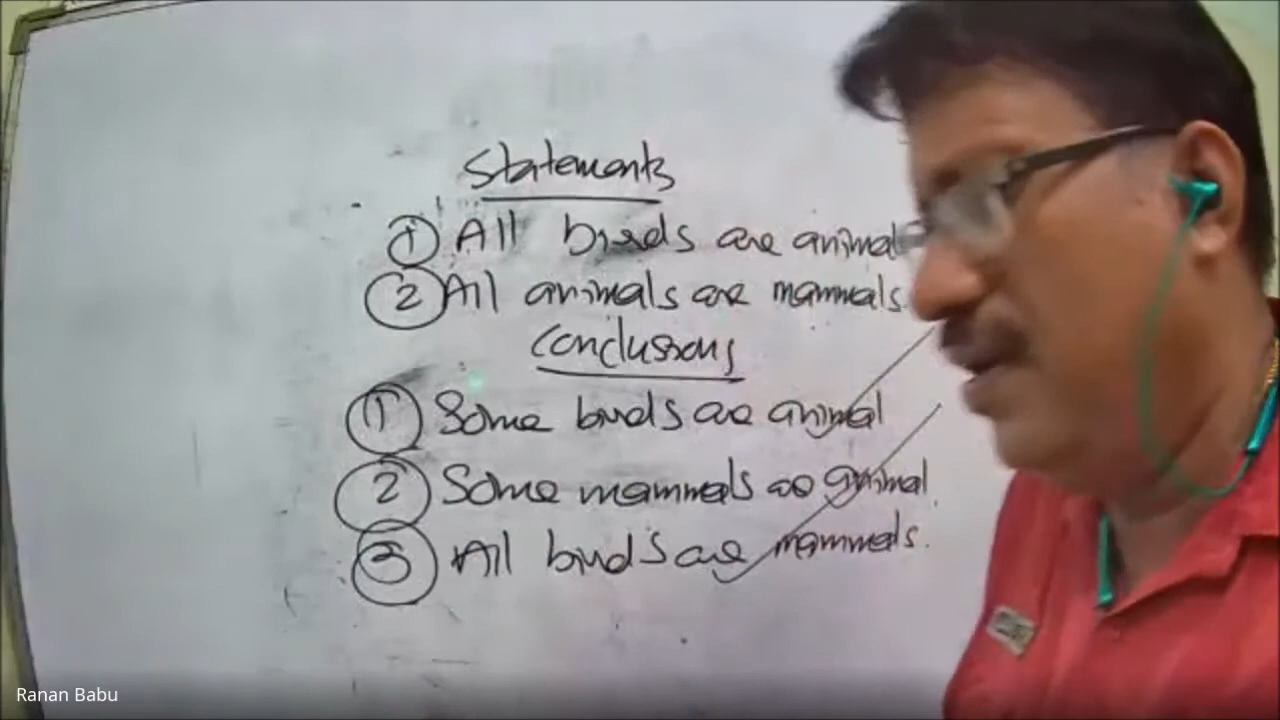 Statements
① All birds are animal
② All animals are mammals.
Conclusions
① Some birds are animal
② Some mammals are animal.
③ All birds are mammals.
Ranan Babu